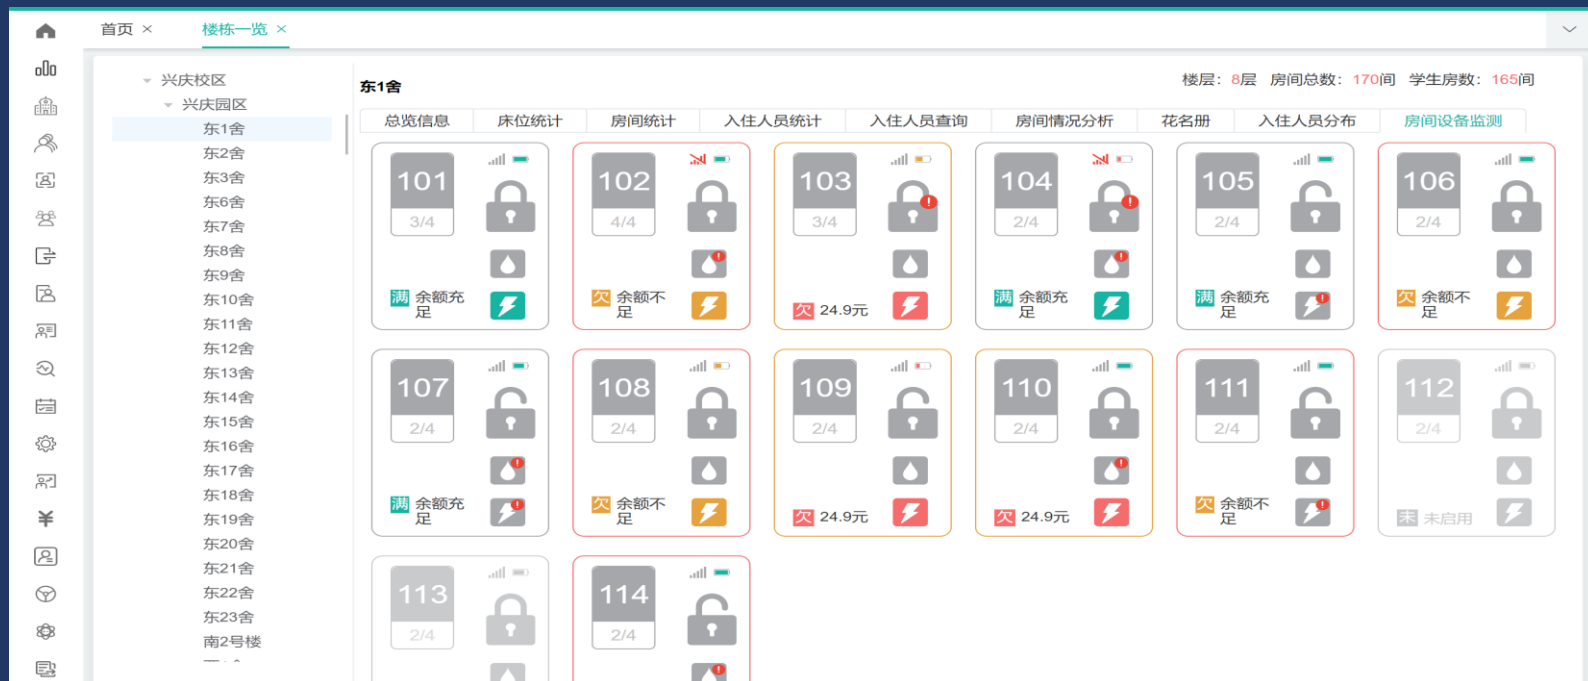 首页 × 楼栋一览 ×
兴庆校区
兴庆园区
东1舍
东2舍
东3舍
东6舍
东7舍
东8舍
东9舍
东10舍
东11舍
东12舍
东13舍
东14舍
东15舍
东16舍
东17舍
东18舍
东19舍
东20舍
东21舍
东22舍
东23舍
南2号楼
东1舍
楼层：8层 房间总数：170间 学生房数：165间
总览信息 床位统计 房间统计 入住人员统计 入住人员查询 房间情况分析 花名册 入住人员分布 房间设备监测
101
3/4
满 余额充
足
102
4/4
欠 余额不
足
103
3/4
欠 24.9元
104
2/4
满 余额充
足
105
2/4
满 余额充
足
106
2/4
欠 余额不
足
107
2/4
满 余额充
足
108
2/4
欠 余额不
足
109
2/4
欠 24.9元
110
2/4
欠 24.9元
111
2/4
欠 余额不
足
112
2/4
未 未启用
113
2/4
114
2/4